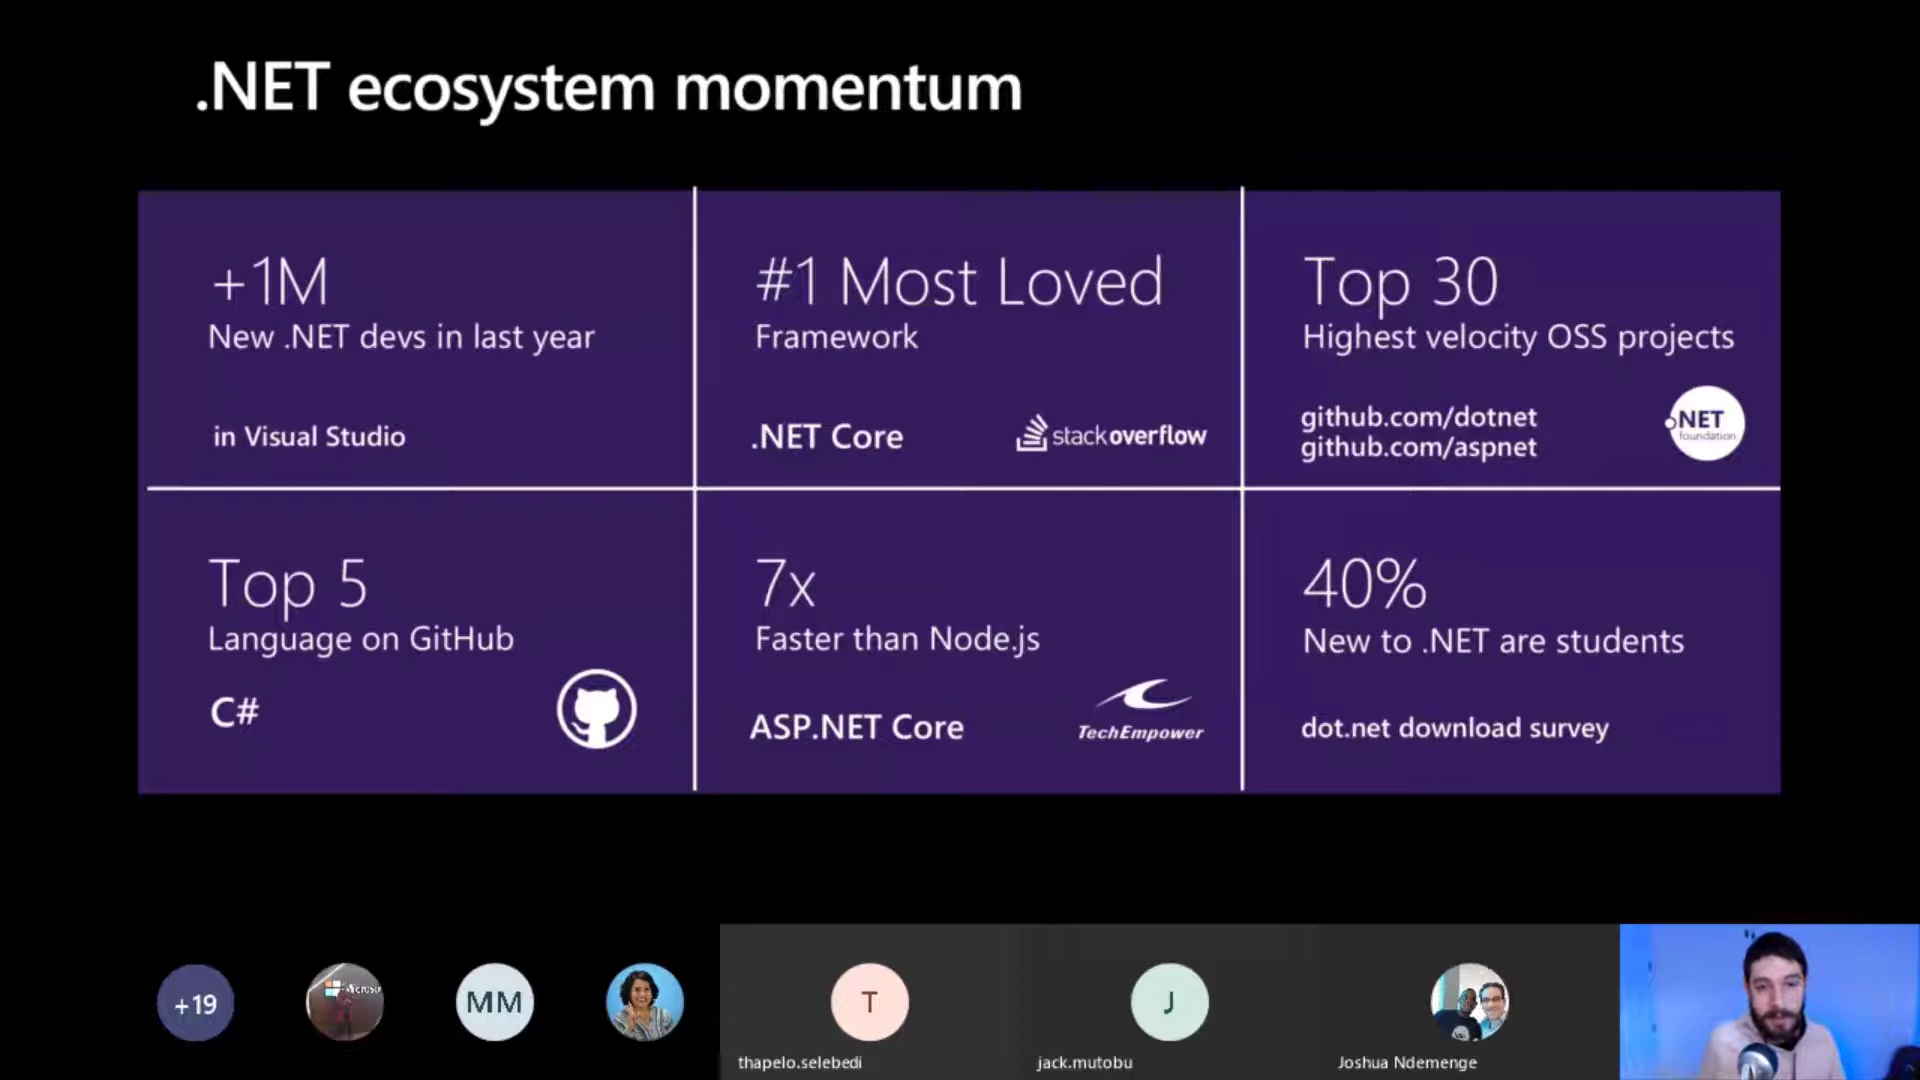 .NET ecosystem momentum
+1M
New .NET devs in last year
in Visual Studio
#1 Most Loved
Framework
.NET Core
stackoverflow
Top 30
Highest velocity OSS projects
github.com/dotnet
github.com/aspnet
.NET
foundation
Top 5
Language on GitHub
C#
7x
Faster than Node.js
ASP.NET Core
TechEmpower
40%
New to .NET are students
dot.net download survey
+19
MM
T
thapelo.selebedi
J
jack.mutobu
Joshua Ndemenge